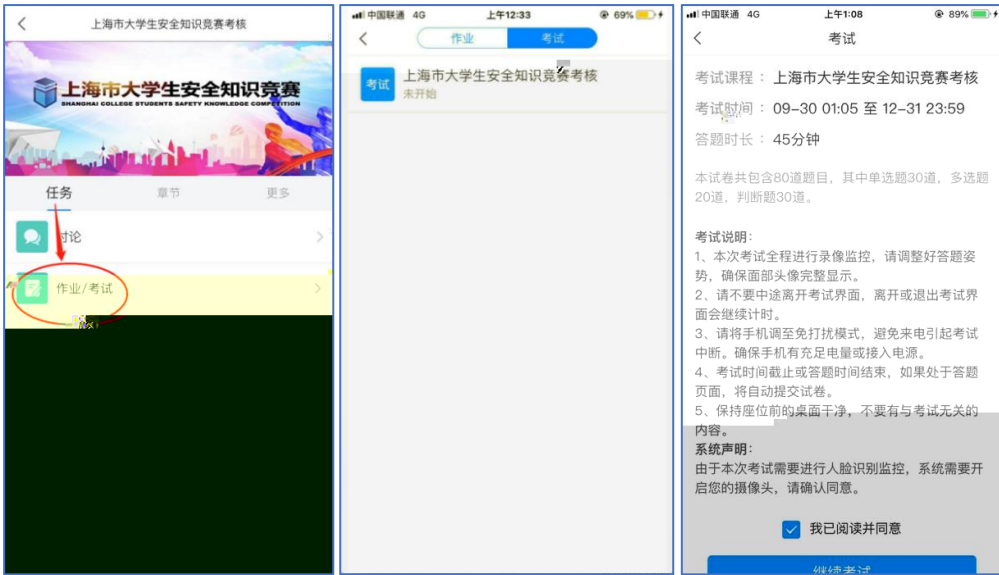 上海市大学生安全知识竞赛考核
上海市大学生安全知识竞赛
SHANGHAI COLLEGE STUDENTS SAFETY KNOWLEDGE COMPETITION
任务
章节
更多
讨论
作业/考试
中国联通 4G 上午12:33 69%
作业
考试
考试
上海市大学生安全知识竞赛考核
未开始
中国联通 4G 上午1:08 89%
考试
考试课程： 上海市大学生安全知识竞赛考核
考试时间： 09-30 01:05 至 12-31 23:59
答题时长： 45分钟
本试卷共包含80道题目，其中单选题30道，多选题
20道，判断题30道。
考试说明：
1、本次考试全程进行录像监控，请调整好答题姿
势，确保面部头像完整显示。
2、请不要中途离开考试界面，离开或退出考试界
面会继续计时。
3、请将手机调至免打扰模式，避免来电引起考试
中断。确保手机有充足电量或接入电源。
4、考试时间截止或答题时间结束，如果处于答题
页面，将自动提交试卷。
5、保持座位前的桌面干净，不要有与考试无关的
内容。
系统声明：
由于本次考试需要进行人脸识别监控，系统需要开
启您的摄像头，请确认同意。
我已阅读并同意
继续考试